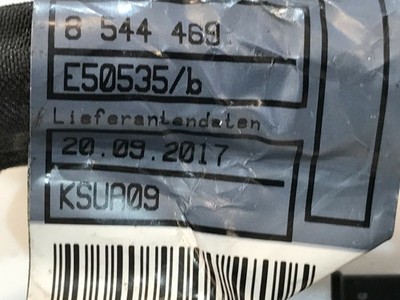 8 544 469
E50535/b
Lieferantendaten
20.09.2017
KSUA09